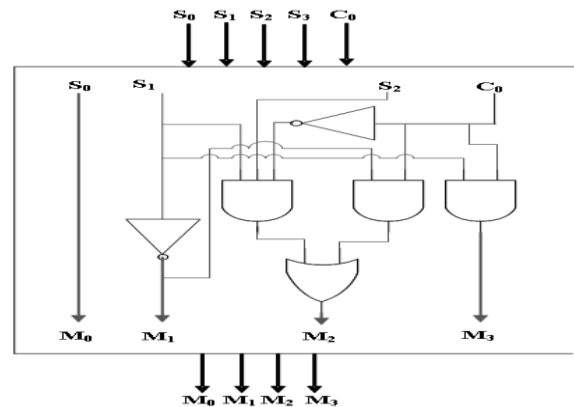 S₀ S₁ S₂ S₃ C₀
S₀ S₁ S₂ C₀
M₀ M₁ M₂ M₃
M₀ M₁ M₂ M₃